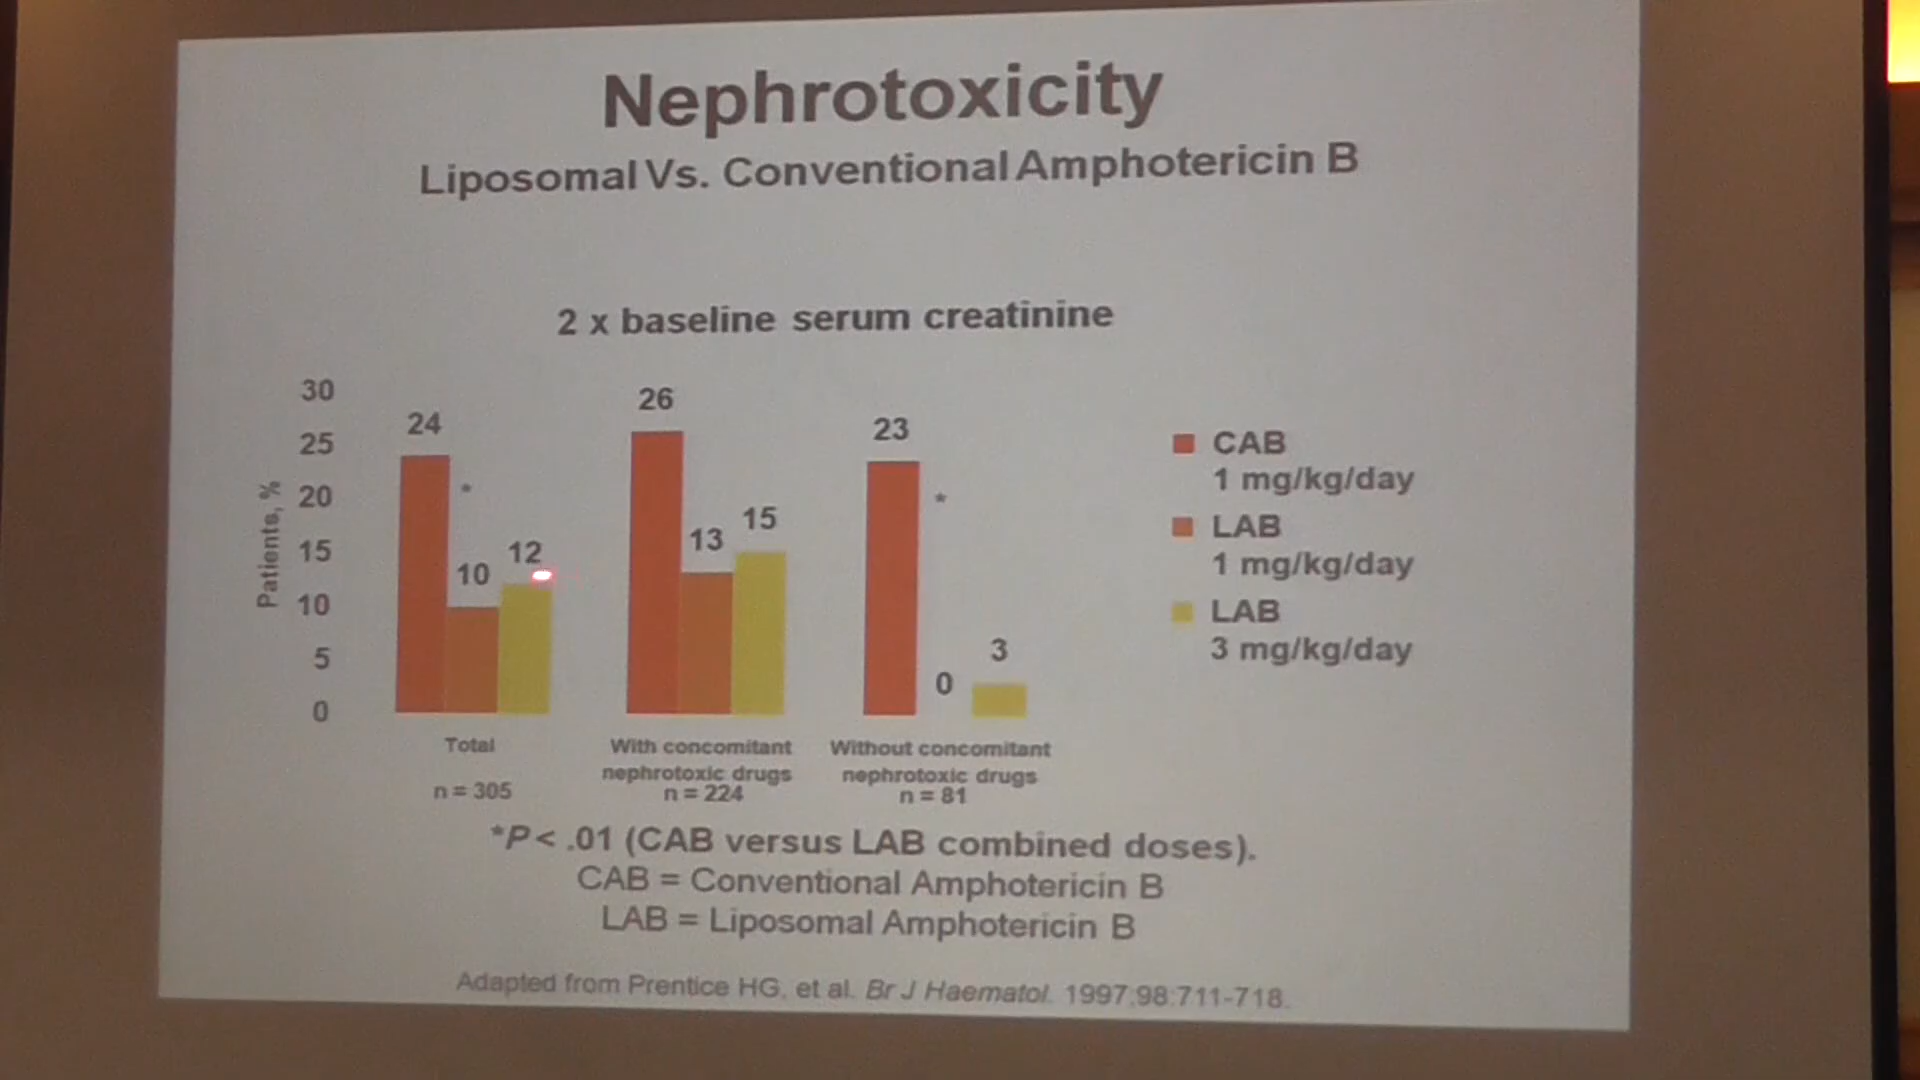 Nephrotoxicity
Liposomal Vs. Conventional Amphotericin B
2 x baseline serum creatinine
Patients, %
30
25
20
15
10
5
0
24
*
10
12
26
13
15
23
*
0
3
Total
n = 305
With concomitant
nephrotoxic drugs
n = 224
Without concomitant
nephrotoxic drugs
n = 81
CAB
1 mg/kg/day
LAB
1 mg/kg/day
LAB
3 mg/kg/day
*P < .01 (CAB versus LAB combined doses).
CAB = Conventional Amphotericin B
LAB = Liposomal Amphotericin B
Adapted from Prentice HG, et al. Br J Haematol. 1997;98:711-718.